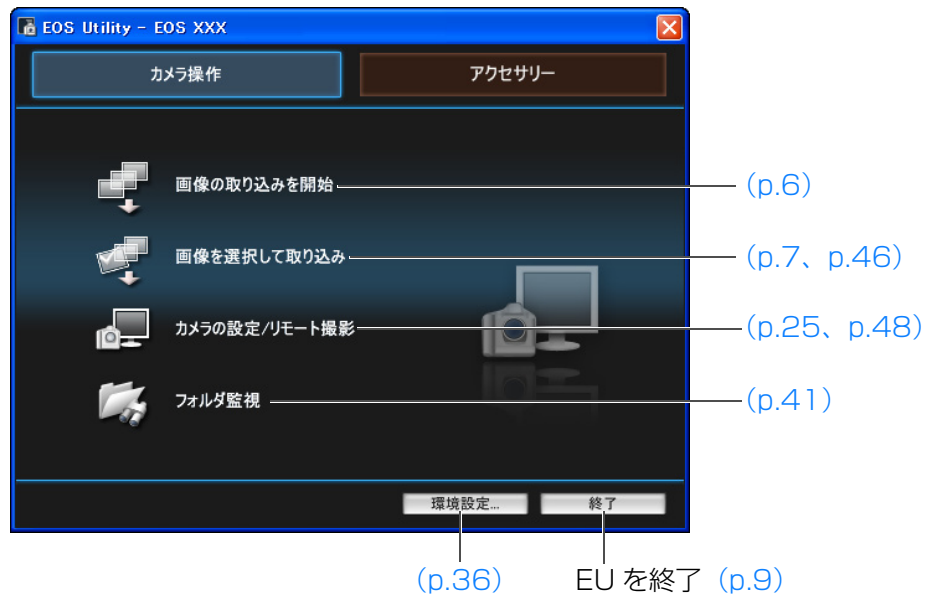 EOS Utility - EOS XXX
カメラ操作 アクセサリー
画像の取り込みを開始 (p.6)
画像を選択して取り込み (p.7、p.46)
カメラの設定/リモート撮影 (p.25、p.48)
フォルダ監視 (p.41)
環境設定... 終了
(p.36) EU を終了 (p.9)